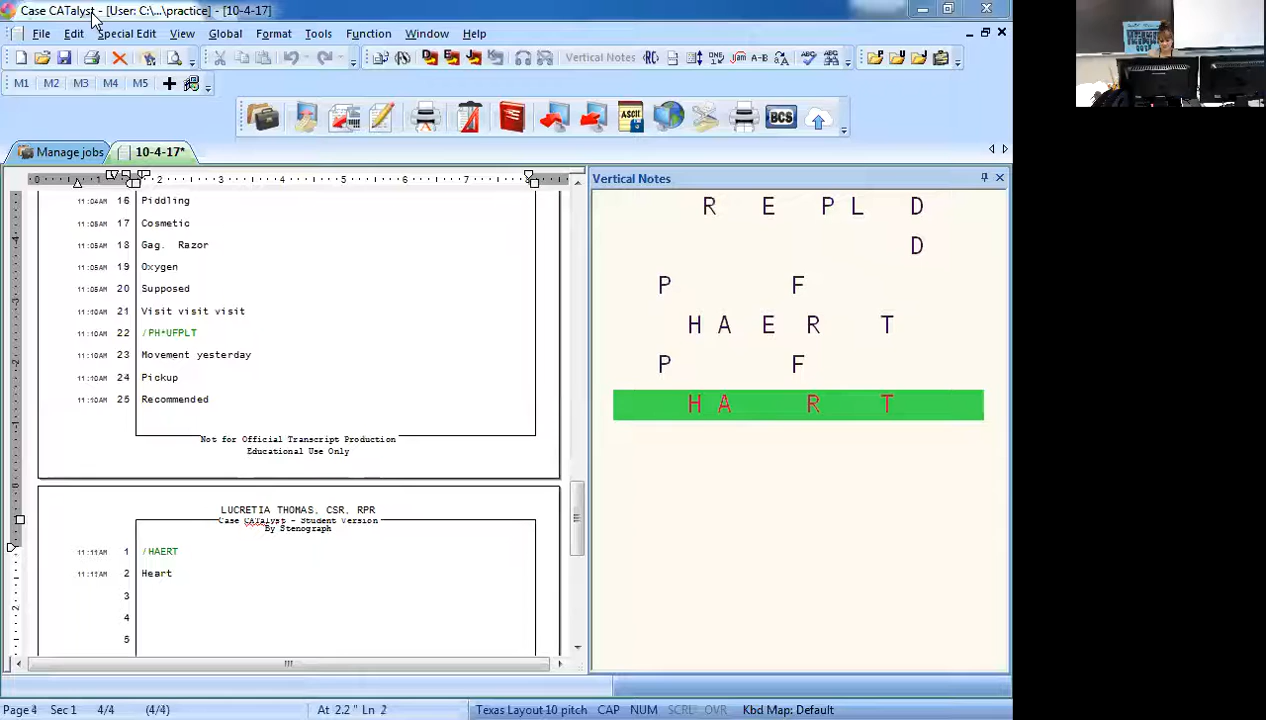 Case CATalyst - [User: C:\...\practice] - [10-4-17]
File Edit Special Edit View Global Format Tools Function Window Help
Vertical Notes
M1 M2 M3 M4 M5
ASCII BCS
Manage jobs 10-4-17*
Vertical Notes
11:04AM 16 Piddling
11:05AM 17 Cosmetic
11:05AM 18 Gag. Razor
11:05AM 19 Oxygen
11:05AM 20 Supposed
11:10AM 21 Visit visit visit
11:10AM 22 /PH*UFPLT
11:10AM 23 Movement yesterday
11:10AM 24 Pickup
11:10AM 25 Recommended
Not for Official Transcript Production
Educational Use Only
LUCRETIA THOMAS, CSR, RPR
Case CATalyst - Student Version
By Stenograph
11:11AM 1 /HAERT
11:11AM 2 Heart
3
4
5
R E P L D
D
P F
H A E R T
P F
H A R T
Page 4 Sec 1 4/4 (4/4) At 2.2 " Ln 2 Texas Layout 10 pitch CAP NUM SCRL OVR Kbd Map: Default